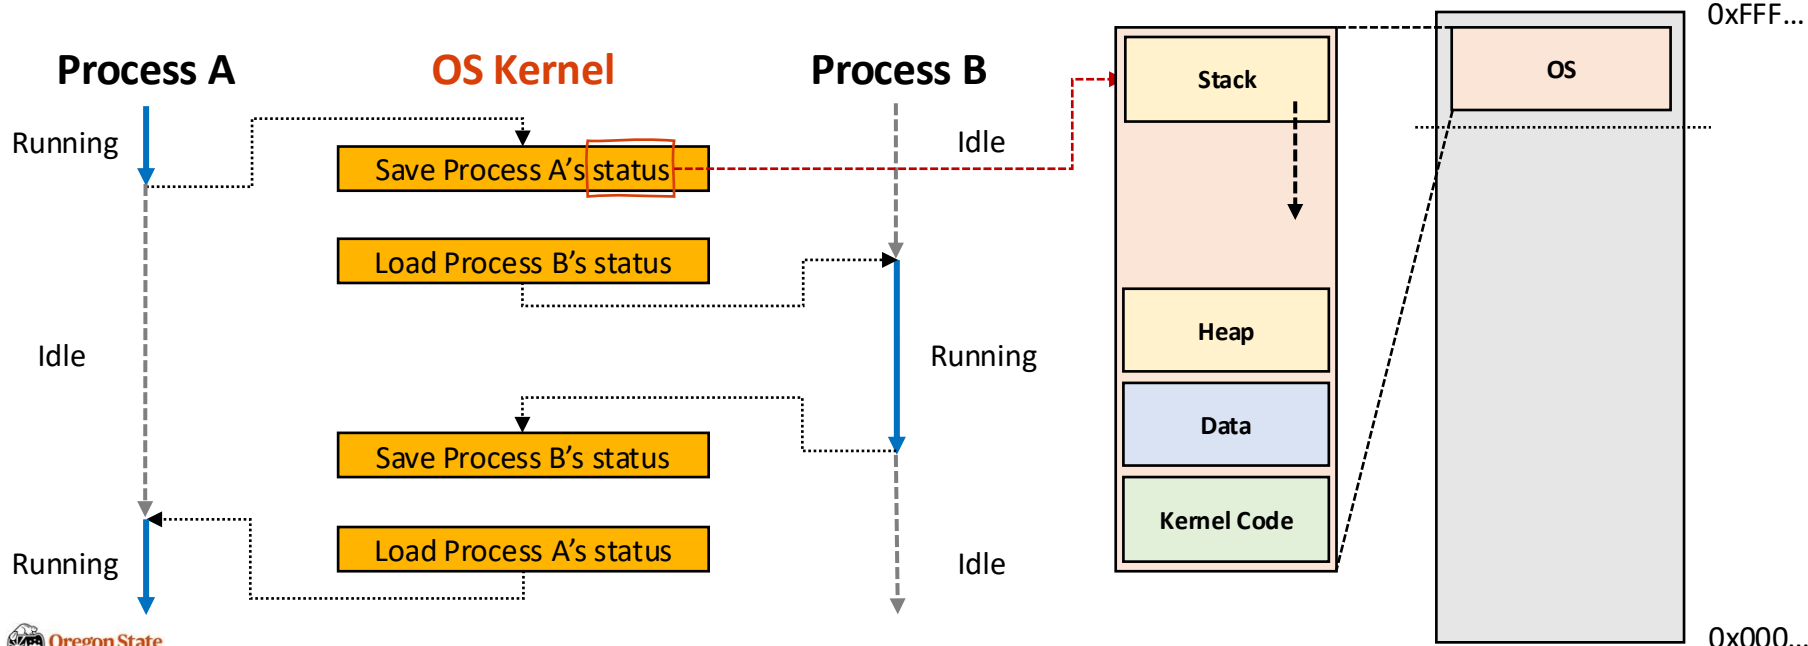 Process A
OS Kernel
Process B
Running
Save Process A's status
Idle
Load Process B's status
Idle
Running
Save Process B's status
Load Process A's status
Running
Idle
Stack
Heap
Data
Kernel Code
OS
0xFFF...
0x000...
Oregon State